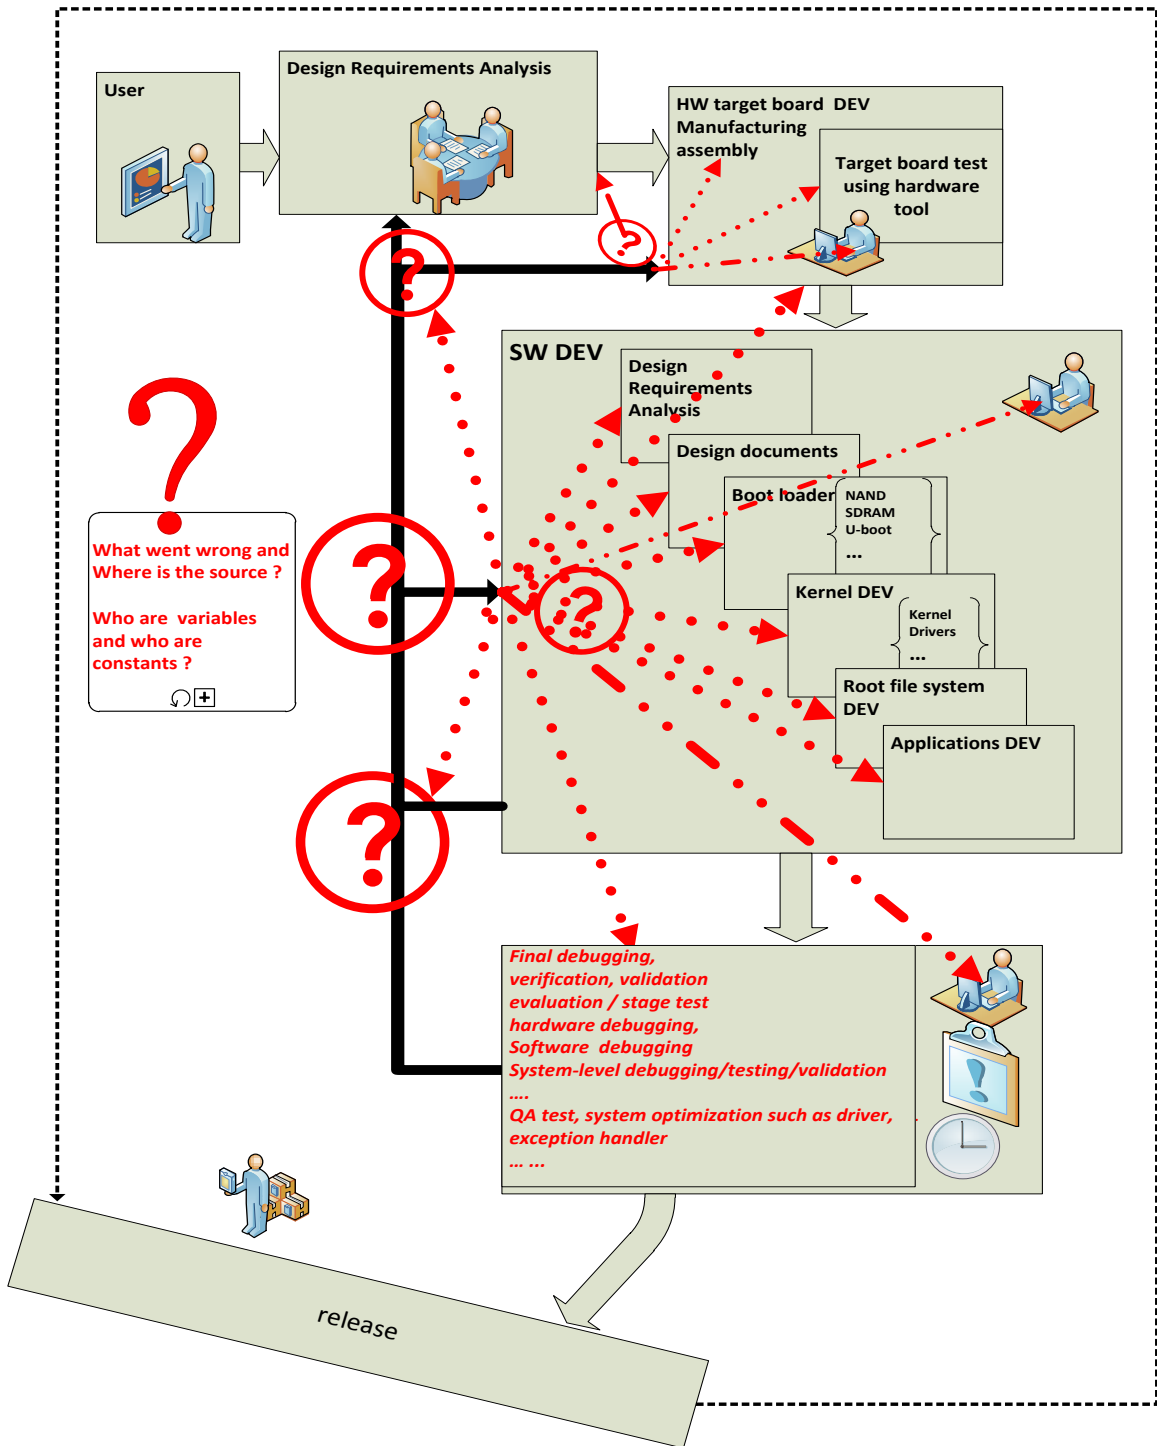 User
Design Requirements Analysis
HW target board DEV
Manufacturing
assembly
Target board test
using hardware
tool
?
?
SW DEV
Design
Requirements
Analysis
Design documents
Boot loader
NAND
SDRAM
U-boot
...
?
What went wrong and
Where is the source ?
Who are variables
and who are
constants ?
?
?
Kernel DEV
Kernel
Drivers
...
Root file system
DEV
Applications DEV
?
Final debugging,
verification, validation
evaluation / stage test
hardware debugging,
Software debugging
System-level debugging/testing/validation
....
QA test, system optimization such as driver,
exception handler
... ...
!
release